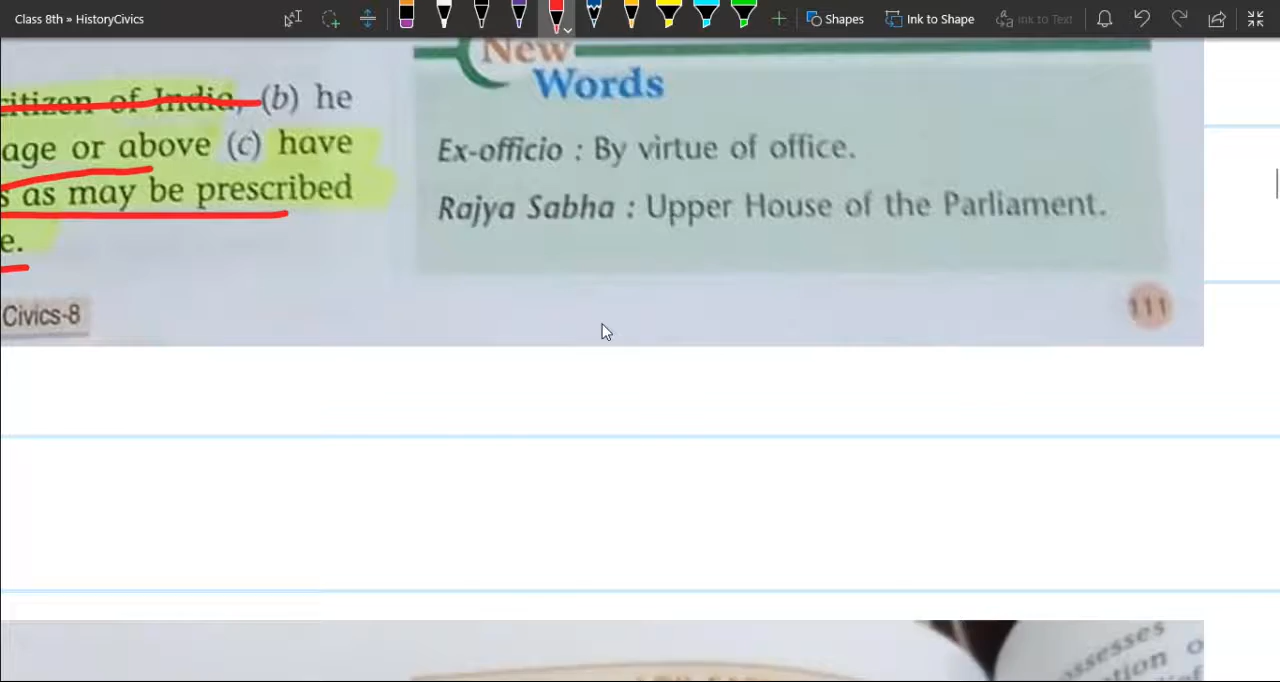 Class 8th » HistoryCivics
Shapes
Ink to Shape
Ink to Text
New
Words
citizen of India, (b) he
age or above (c) have
s as may be prescribed
e.
Ex-officio : By virtue of office.
Rajya Sabha : Upper House of the Parliament.
Civics-8
111
ossesses